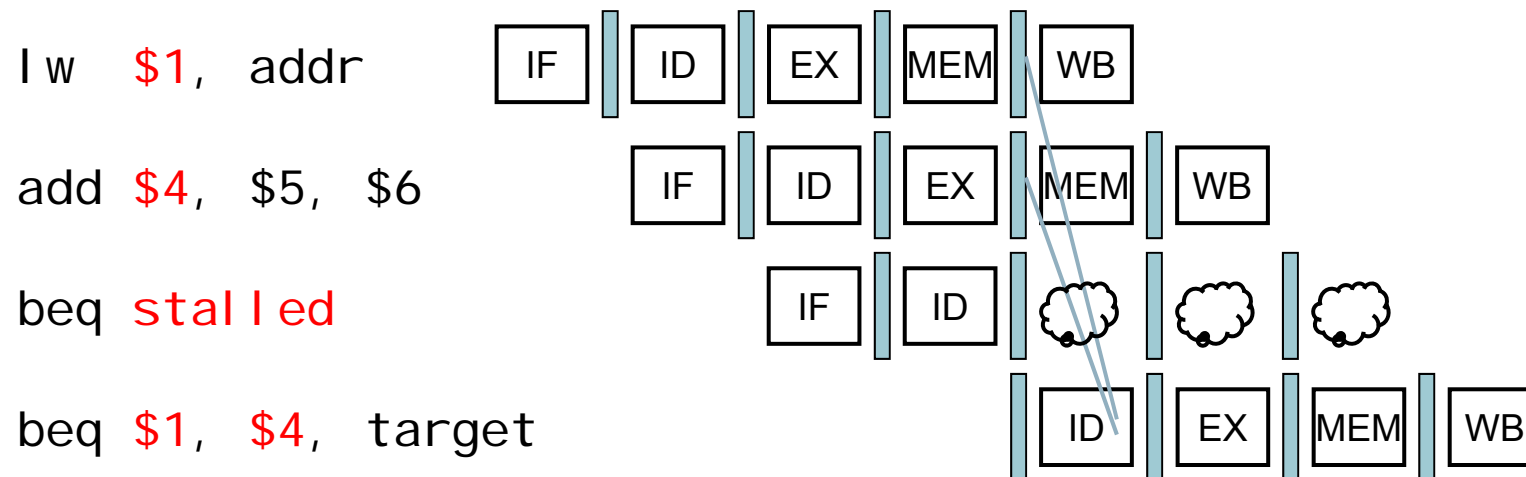 lw $1, addr IF ID EX MEM WB
add $4, $5, $6 IF ID EX MEM WB
beq stalled IF ID
beq $1, $4, target ID EX MEM WB